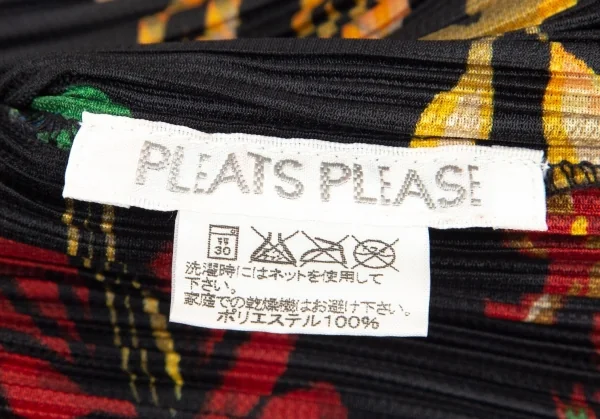 PLEATS PLEASE
30
洗濯時にはネットを使用して
下さい。
家庭での乾燥機はお避け下さい。
ポリエステル100%